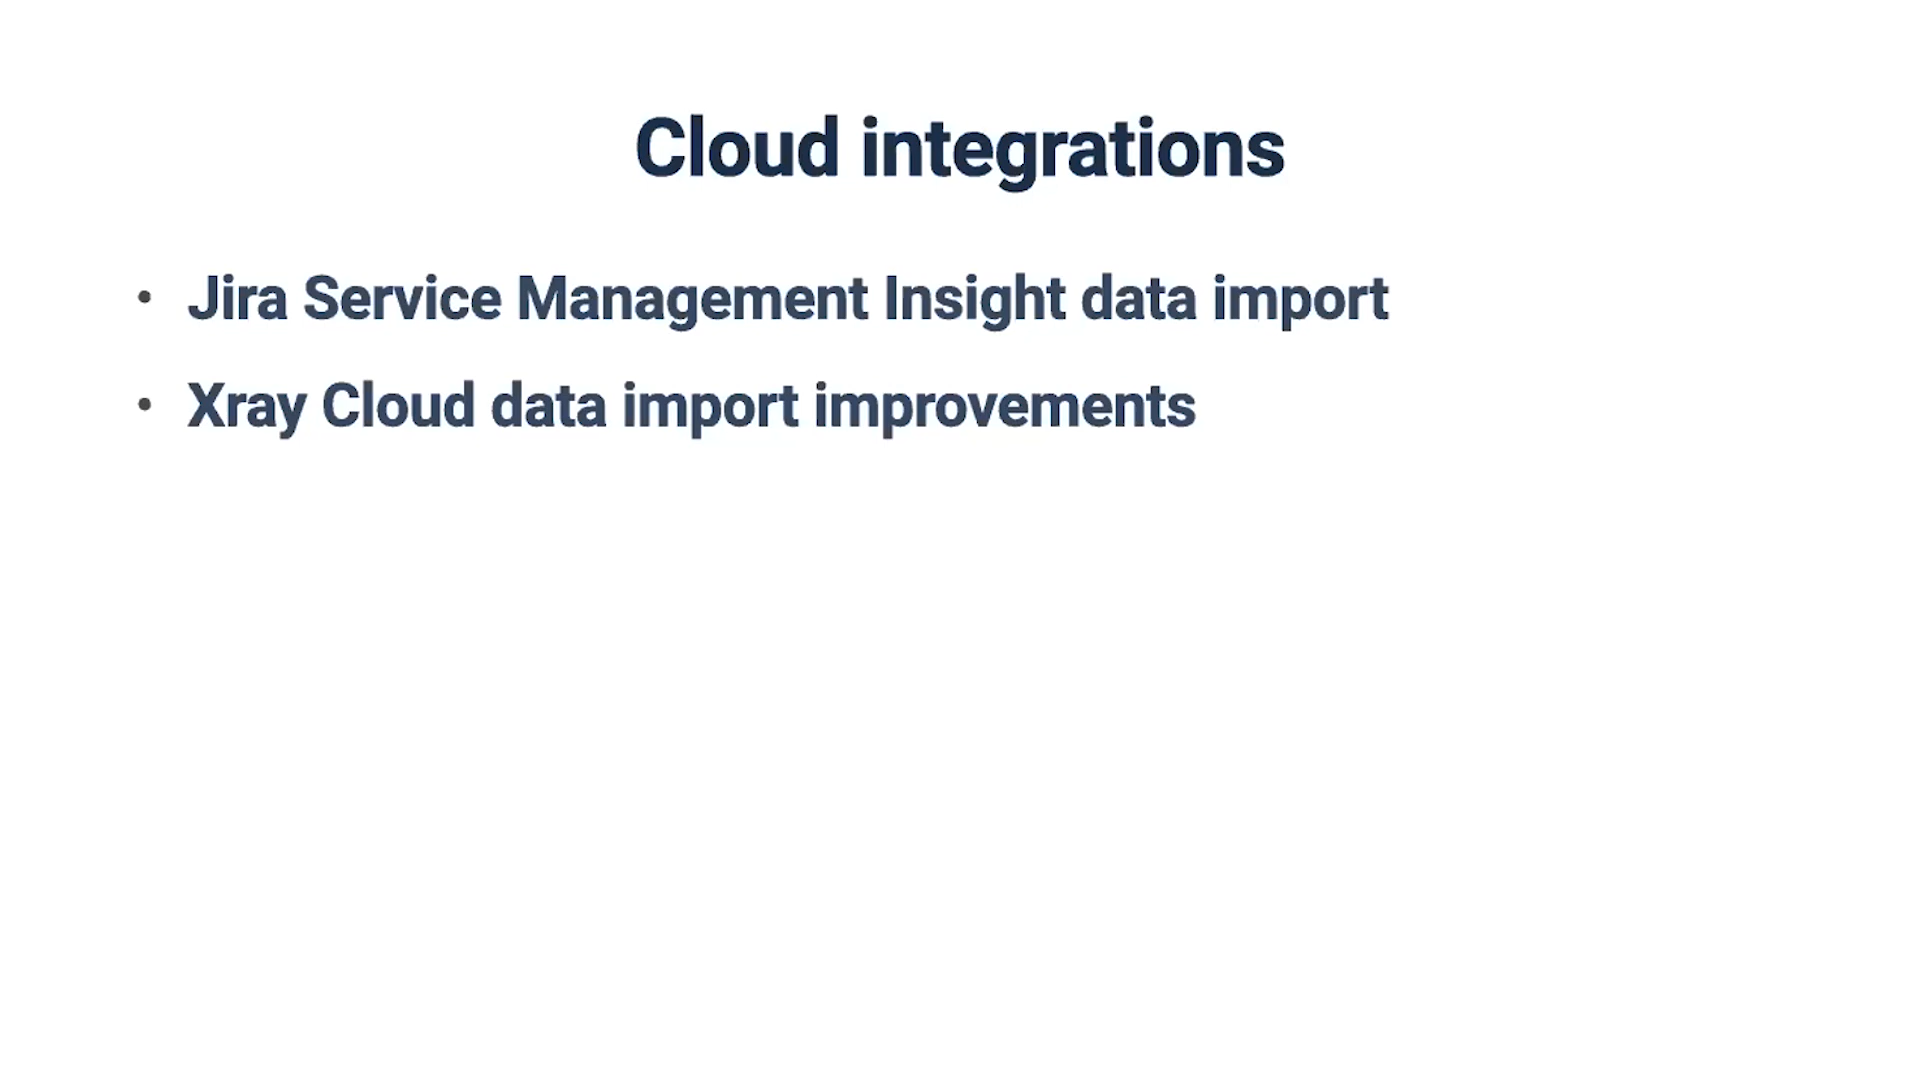 Cloud integrations
• Jira Service Management Insight data import
• Xray Cloud data import improvements